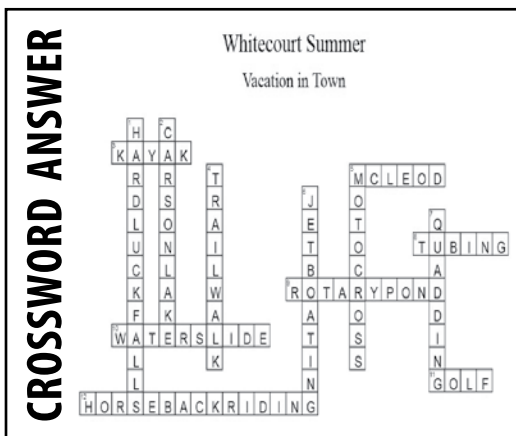 CROSSWORD ANSWER
Whitecourt Summer
Vacation in Town
HARDLUCKFALLS
CARSONLAKE
KAYAK
TRAILWALK
MCLEOD
MOTOCROSS
JETBOATING
QUADDING
TUBING
ROTARYPOND
WATERSLIDE
GOLF
HORSEBACKRIDING